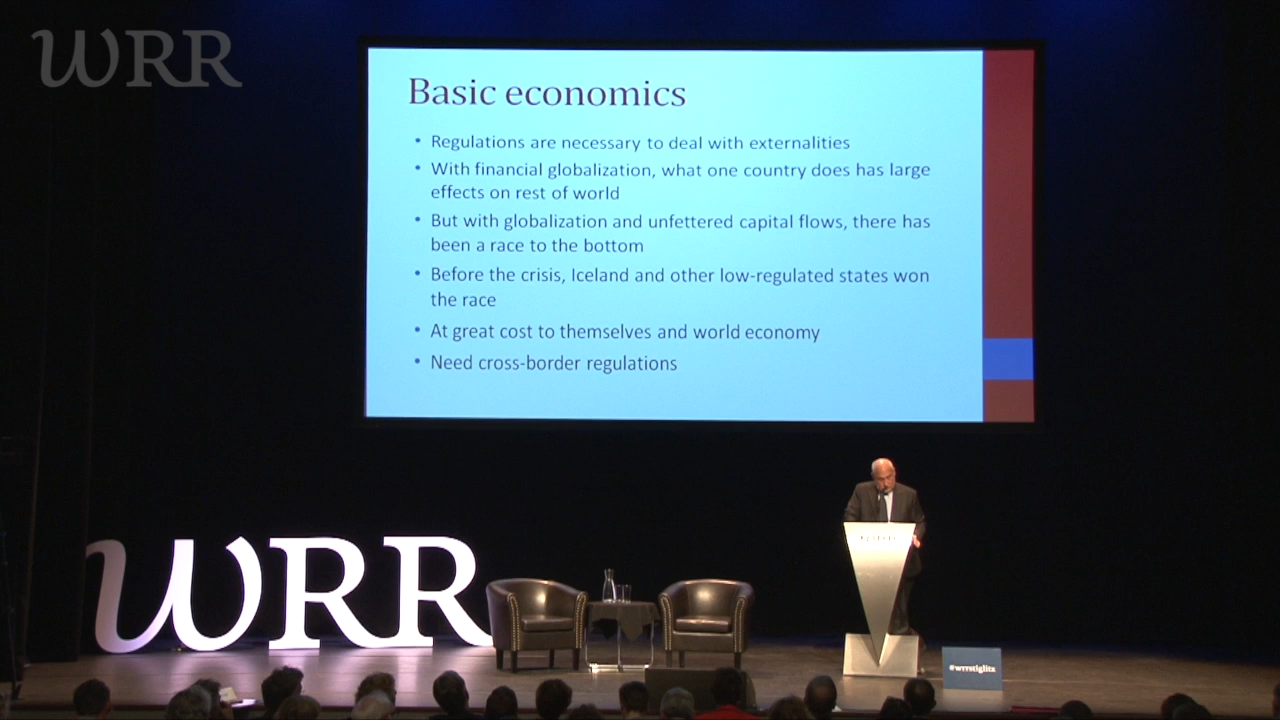 WRR
Basic economics
• Regulations are necessary to deal with externalities
• With financial globalization, what one country does has large
effects on rest of world
• But with globalization and unfettered capital flows, there has
been a race to the bottom
• Before the crisis, Iceland and other low-regulated states won
the race
• At great cost to themselves and world economy
• Need cross-border regulations
WRR
#wrrstiglitz